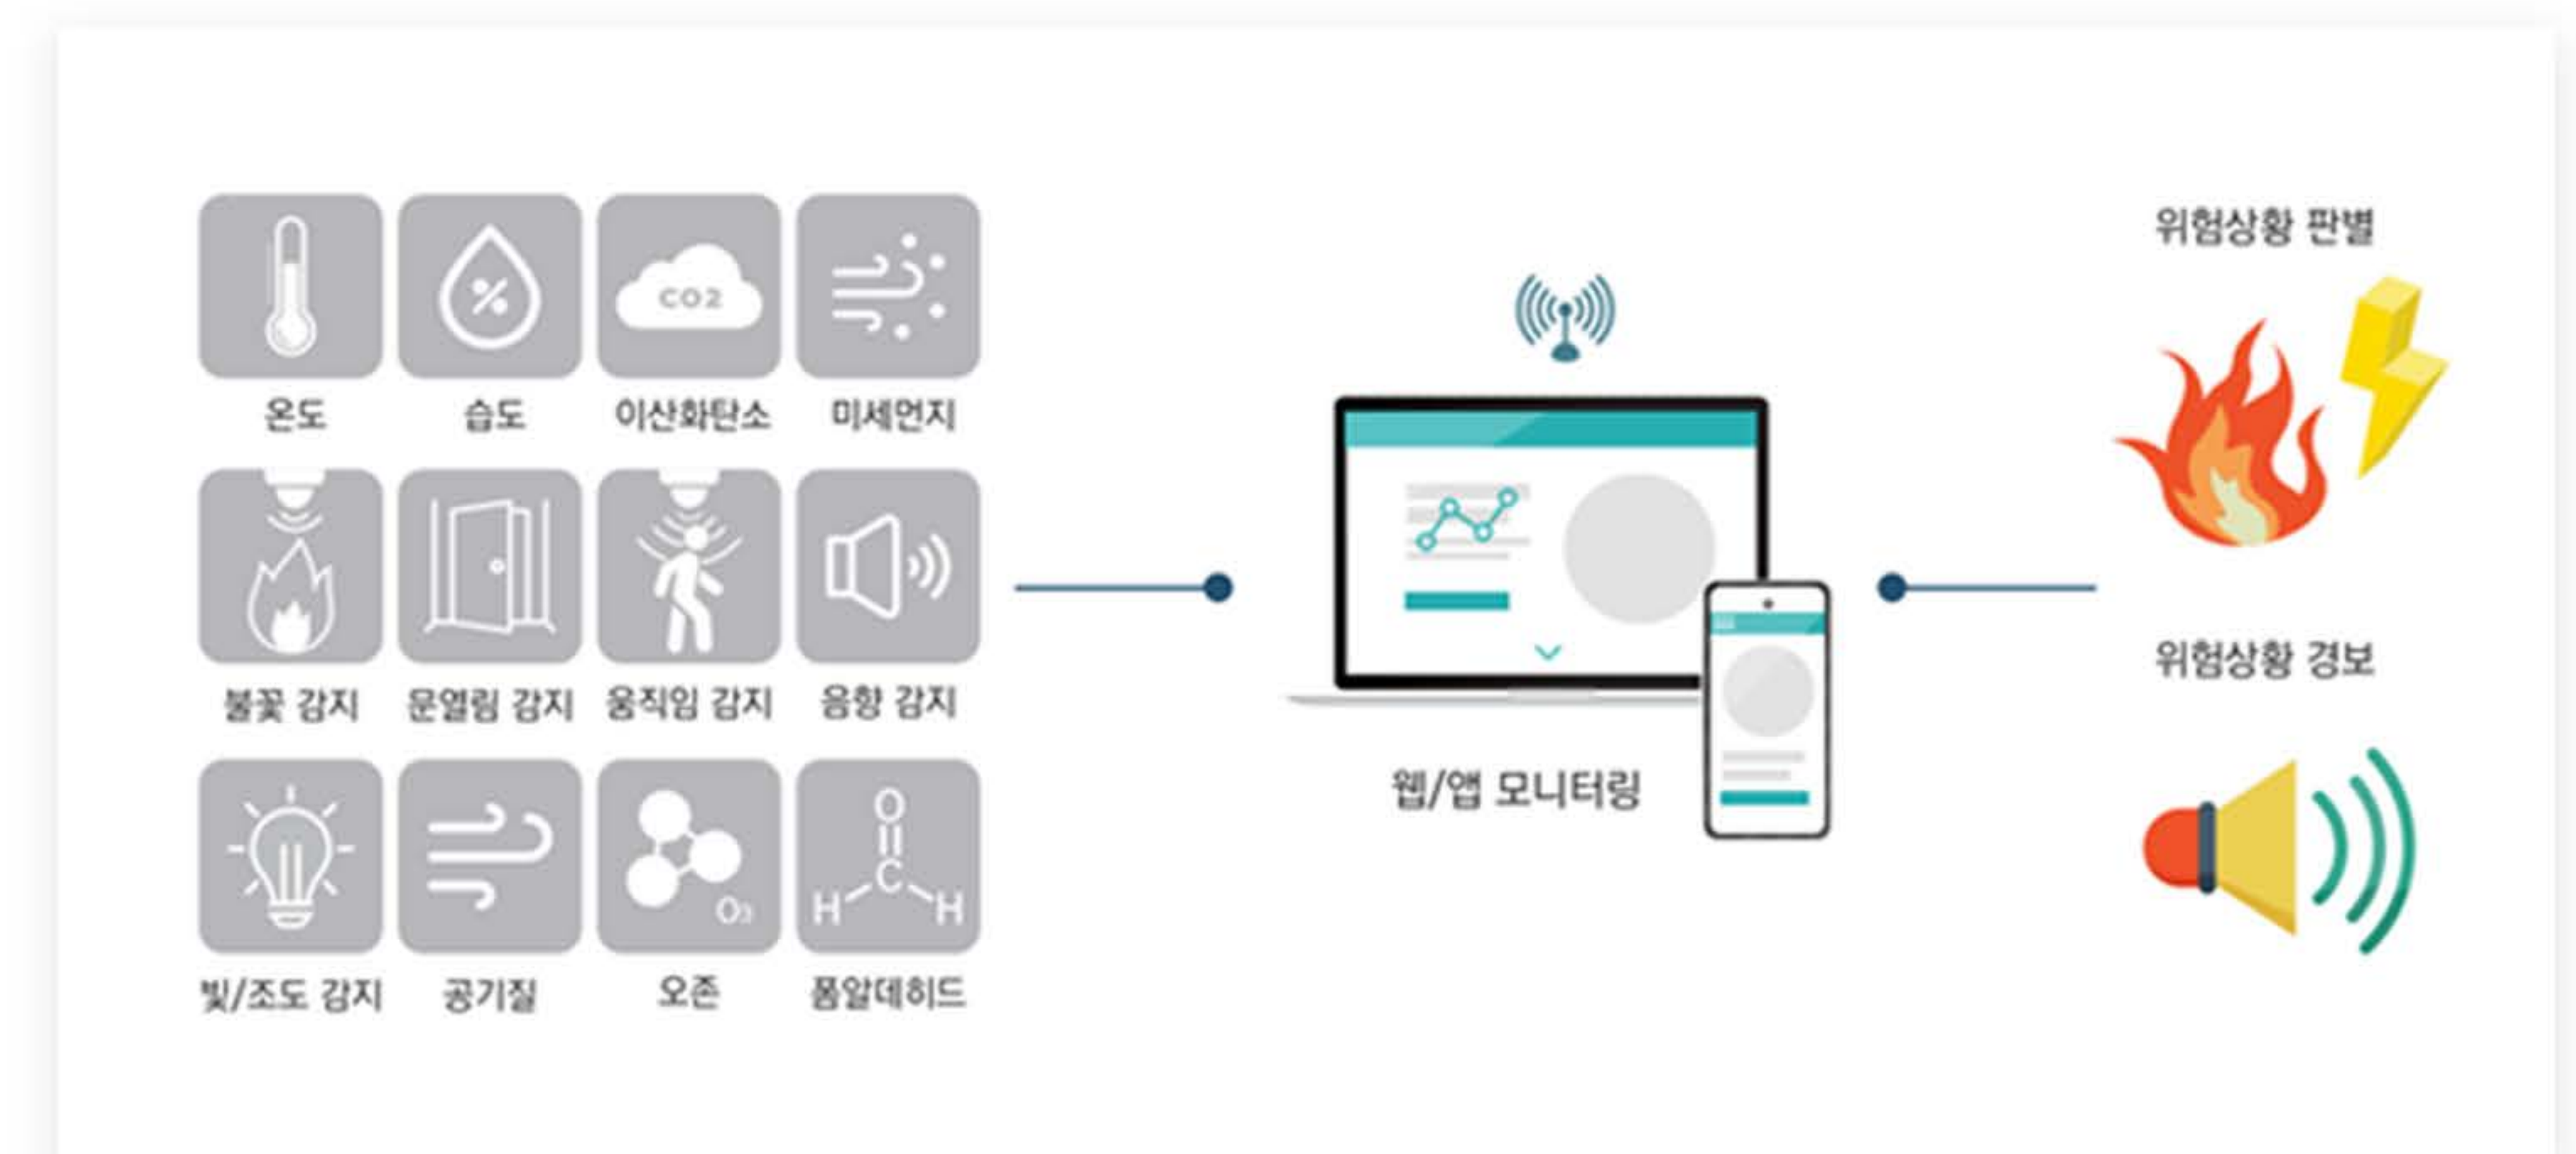 CO2
온도
습도
이산화탄소
미세먼지
불꽃 감지
문열림 감지
움직임 감지
음향 감지
O3
O
C
H
H
빛/조도 감지
공기질
오존
폼알데히드
웹/앱 모니터링
위험상황 판별
위험상황 경보